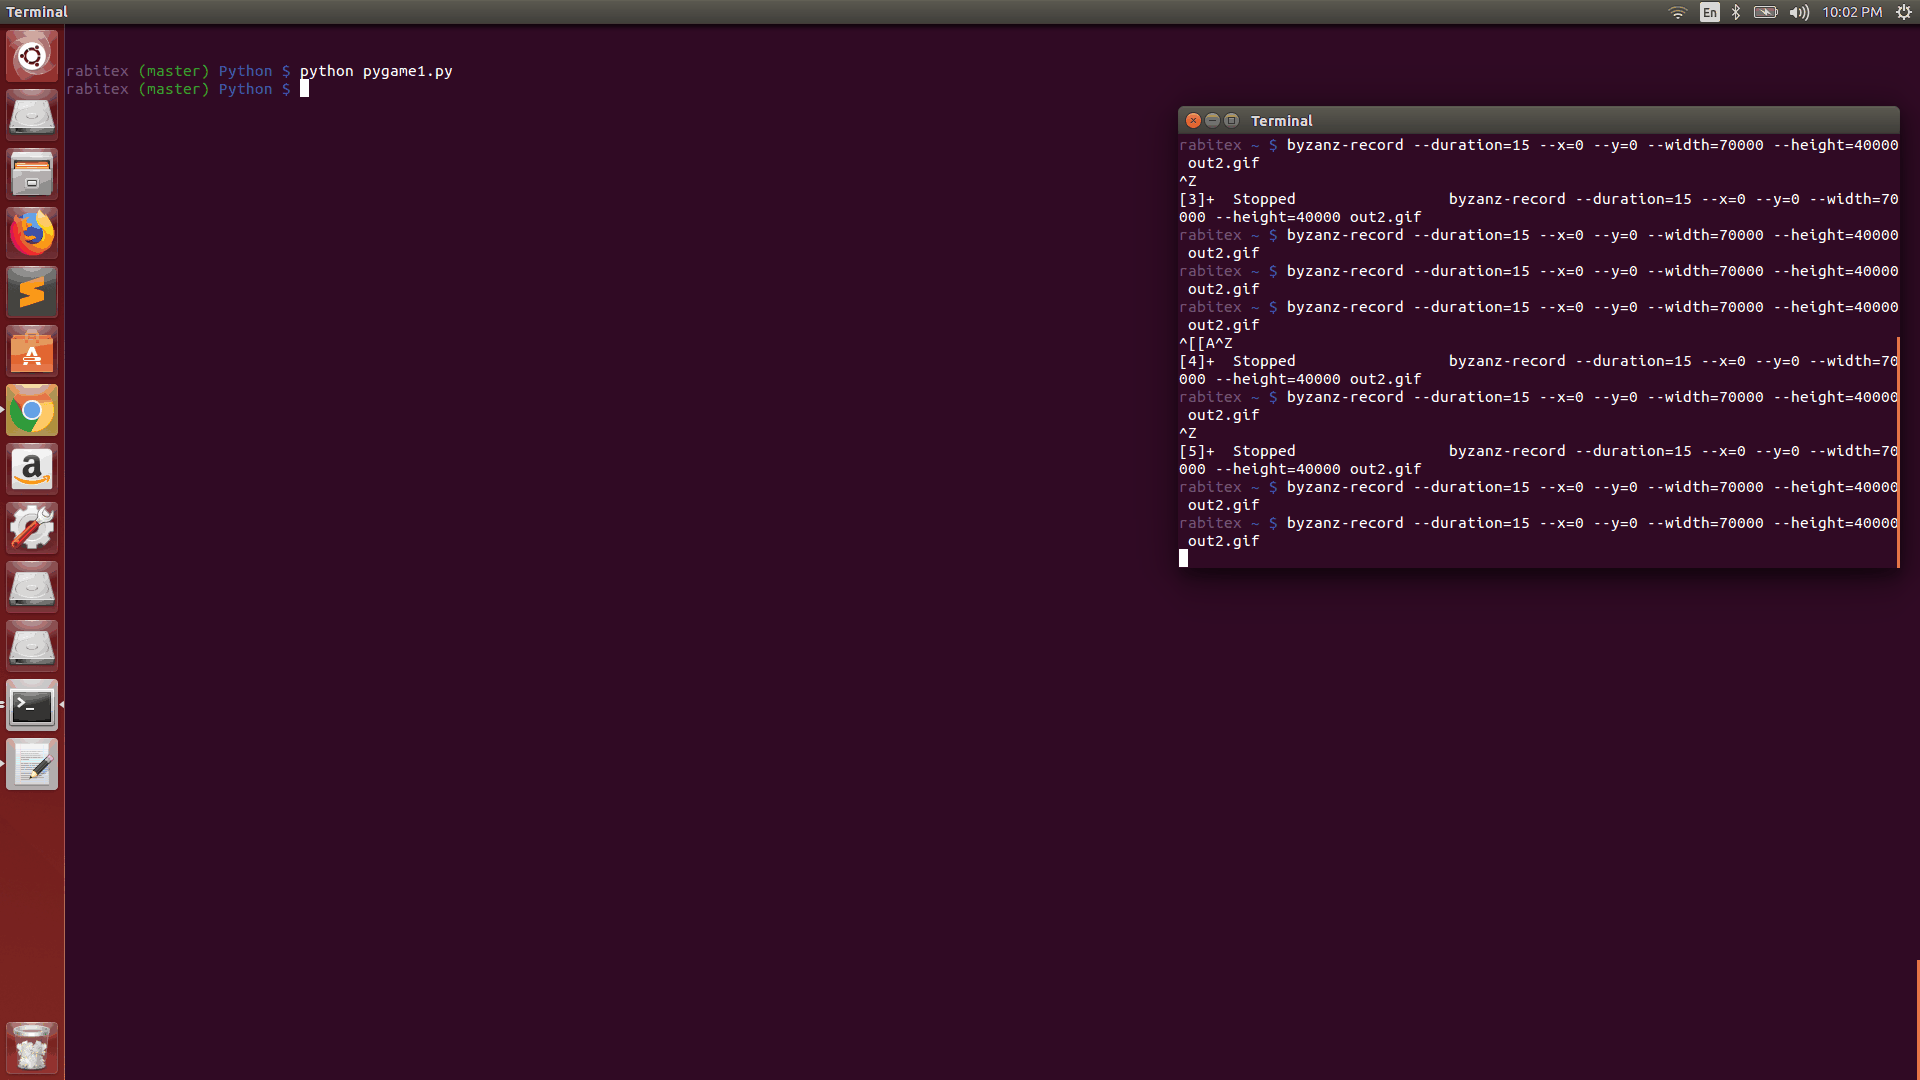 Terminal
En
10:02 PM
rabitex (master) Python $ python pygame1.py
rabitex (master) Python $
Terminal
rabitex ~ $ byzanz-record --duration=15 --x=0 --y=0 --width=70000 --height=40000
 out2.gif
^Z
[3]+  Stopped                 byzanz-record --duration=15 --x=0 --y=0 --width=70
000 --height=40000 out2.gif
rabitex ~ $ byzanz-record --duration=15 --x=0 --y=0 --width=70000 --height=40000
 out2.gif
rabitex ~ $ byzanz-record --duration=15 --x=0 --y=0 --width=70000 --height=40000
 out2.gif
rabitex ~ $ byzanz-record --duration=15 --x=0 --y=0 --width=70000 --height=40000
 out2.gif
^[[A^Z
[4]+  Stopped                 byzanz-record --duration=15 --x=0 --y=0 --width=70
000 --height=40000 out2.gif
rabitex ~ $ byzanz-record --duration=15 --x=0 --y=0 --width=70000 --height=40000
 out2.gif
^Z
[5]+  Stopped                 byzanz-record --duration=15 --x=0 --y=0 --width=70
000 --height=40000 out2.gif
rabitex ~ $ byzanz-record --duration=15 --x=0 --y=0 --width=70000 --height=40000
 out2.gif
rabitex ~ $ byzanz-record --duration=15 --x=0 --y=0 --width=70000 --height=40000
 out2.gif